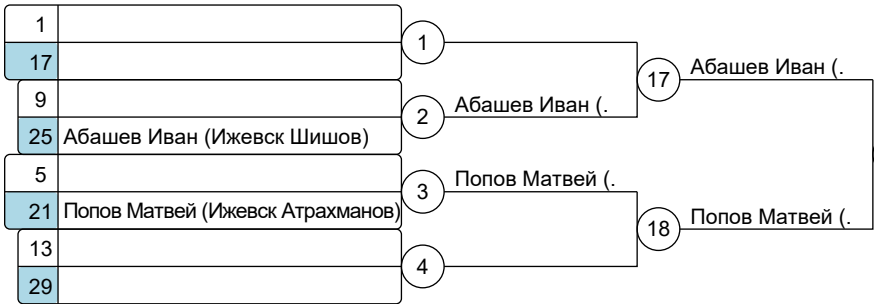 1
17
1
9
25 Абашев Иван (Ижевск Шишов)
2
Абашев Иван (.
17
Абашев Иван (.
5
21 Попов Матвей (Ижевск Атрахманов)
3
Попов Матвей (.
13
29
4
18
Попов Матвей (.